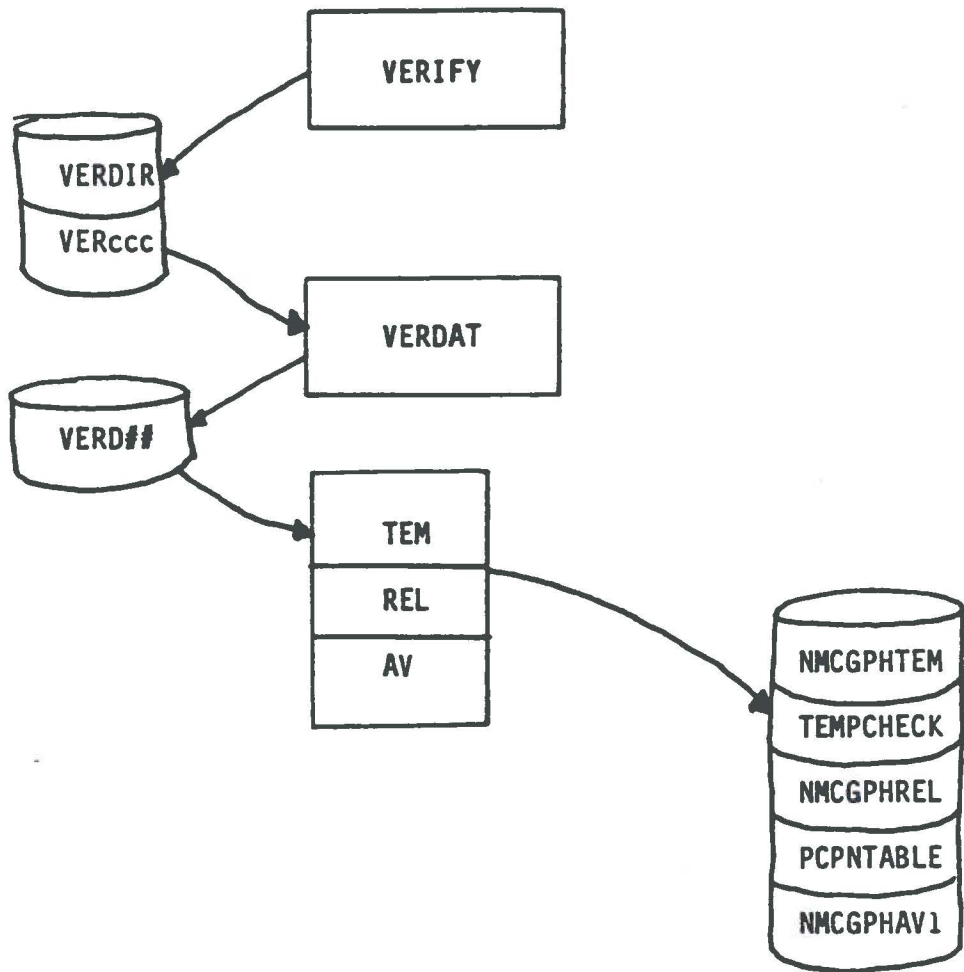 VERIFY
VERDIR
VERccc
VERDAT
VERD##
TEM
REL
AV
NMCGPHTEM
TEMPCHECK
NMCGPHREL
PCPNTABLE
NMCGPHAV1